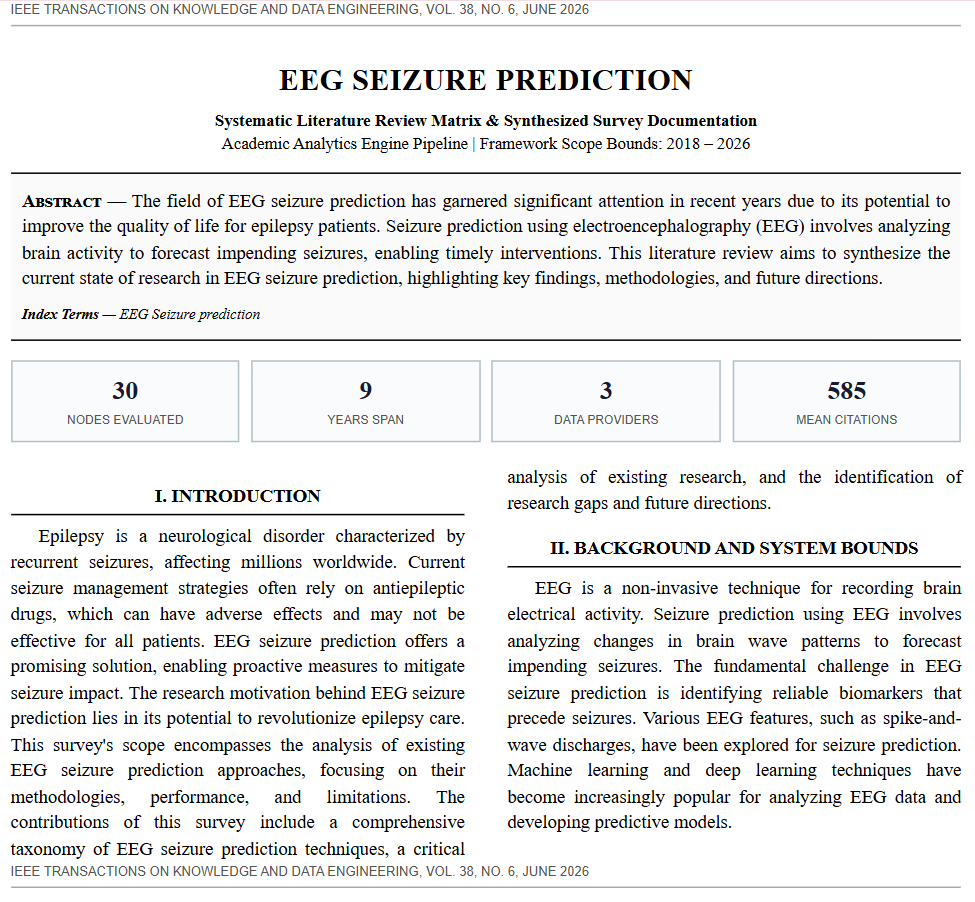 IEEE TRANSACTIONS ON KNOWLEDGE AND DATA ENGINEERING, VOL. 38, NO. 6, JUNE 2026
EEG SEIZURE PREDICTION
Systematic Literature Review Matrix & Synthesized Survey Documentation
Academic Analytics Engine Pipeline | Framework Scope Bounds: 2018 – 2026
ABSTRACT — The field of EEG seizure prediction has garnered significant attention in recent years due to its potential to
improve the quality of life for epilepsy patients. Seizure prediction using electroencephalography (EEG) involves analyzing
brain activity to forecast impending seizures, enabling timely interventions. This literature review aims to synthesize the
current state of research in EEG seizure prediction, highlighting key findings, methodologies, and future directions.
Index Terms — EEG Seizure prediction
30
NODES EVALUATED
9
YEARS SPAN
3
DATA PROVIDERS
585
MEAN CITATIONS
I. INTRODUCTION
Epilepsy is a neurological disorder characterized by
recurrent seizures, affecting millions worldwide. Current
seizure management strategies often rely on antiepileptic
drugs, which can have adverse effects and may not be
effective for all patients. EEG seizure prediction offers a
promising solution, enabling proactive measures to mitigate
seizure impact. The research motivation behind EEG seizure
prediction lies in its potential to revolutionize epilepsy care.
This survey's scope encompasses the analysis of existing
EEG seizure prediction approaches, focusing on their
methodologies, performance, and limitations. The
contributions of this survey include a comprehensive
taxonomy of EEG seizure prediction techniques, a critical
analysis of existing research, and the identification of
research gaps and future directions.
II. BACKGROUND AND SYSTEM BOUNDS
EEG is a non-invasive technique for recording brain
electrical activity. Seizure prediction using EEG involves
analyzing changes in brain wave patterns to forecast
impending seizures. The fundamental challenge in EEG
seizure prediction is identifying reliable biomarkers that
precede seizures. Various EEG features, such as spike-and-
wave discharges, have been explored for seizure prediction.
Machine learning and deep learning techniques have
become increasingly popular for analyzing EEG data and
developing predictive models.
IEEE TRANSACTIONS ON KNOWLEDGE AND DATA ENGINEERING, VOL. 38, NO. 6, JUNE 2026